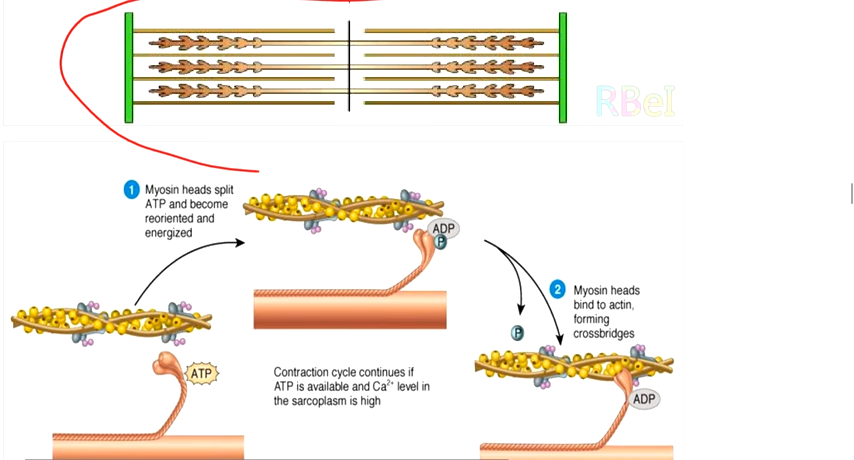 RBeI
1 Myosin heads split
ATP and become
reoriented and
energized
ADP
P
2 Myosin heads
bind to actin,
forming
crossbridges
P
ATP
Contraction cycle continues if
ATP is available and Ca²⁺ level in
the sarcoplasm is high
ADP